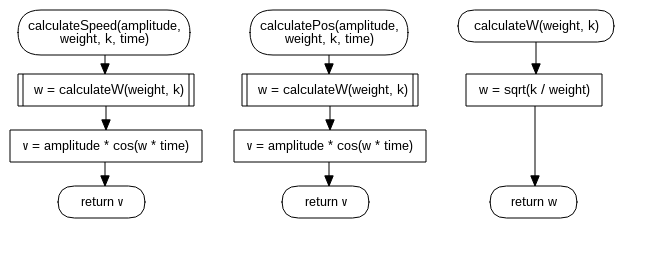 calculateSpeed(amplitude,
weight, k, time)
w = calculateW(weight, k)
v = amplitude * cos(w * time)
return v
calculatePos(amplitude,
weight, k, time)
w = calculateW(weight, k)
v = amplitude * cos(w * time)
return v
calculateW(weight, k)
w = sqrt(k / weight)
return w